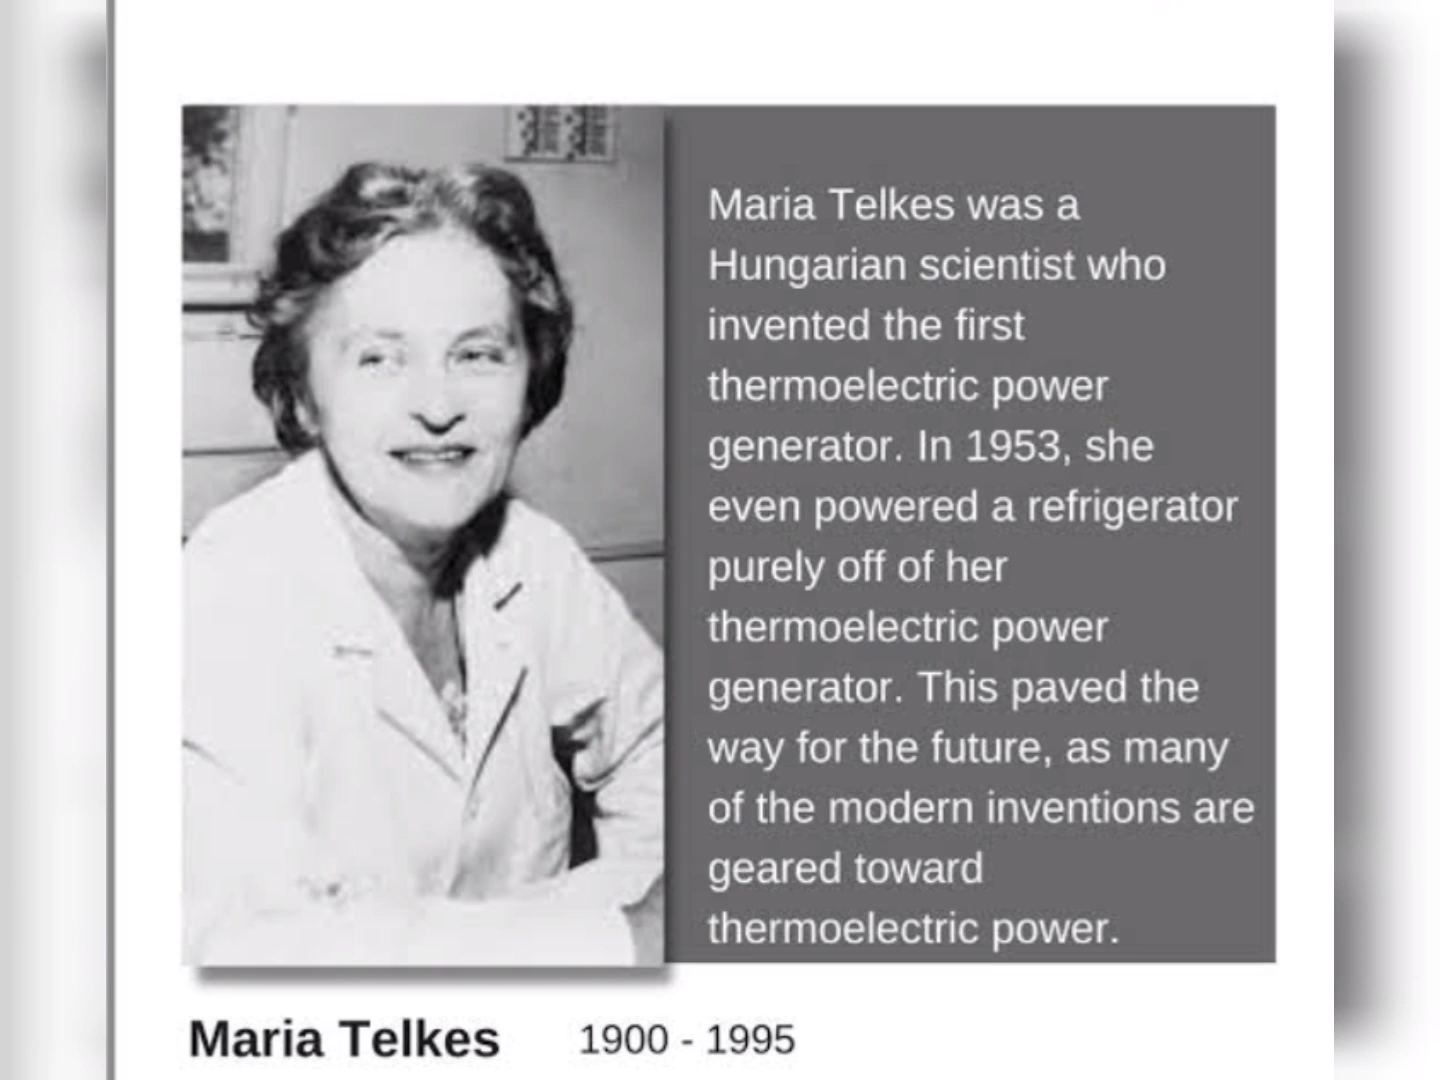 Maria Telkes was a
Hungarian scientist who
invented the first
thermoelectric power
generator. In 1953, she
even powered a refrigerator
purely off of her
thermoelectric power
generator. This paved the
way for the future, as many
of the modern inventions are
geared toward
thermoelectric power.
Maria Telkes 1900 - 1995